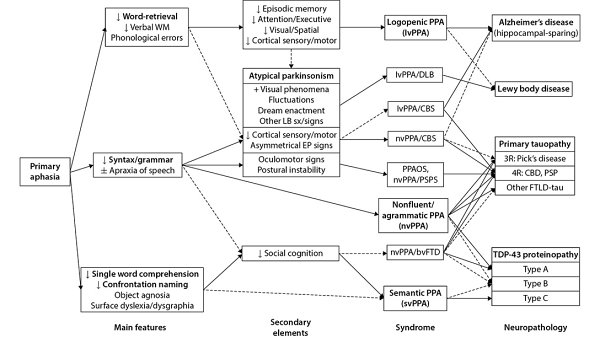 Primary
aphasia
↓ Word-retrieval
↓ Verbal WM
Phonological errors
↓ Syntax/grammar
± Apraxia of speech
↓ Single word comprehension
↓ Confrontation naming
Object agnosia
Surface dyslexia/dysgraphia
Main features
↓ Episodic memory
↓ Attention/Executive
↓ Visual/Spatial
↓ Cortical sensory/motor
Atypical parkinsonism
+ Visual phenomena
Fluctuations
Dream enactment
Other LB sx/signs
↓ Cortical sensory/motor
Asymmetrical EP signs
Oculomotor signs
Postural instability
↓ Social cognition
Secondary
elements
Logopenic PPA
(lvPPA)
lvPPA/DLB
lvPPA/CBS
nvPPA/CBS
PPAOS,
nvPPA/PSPS
Nonfluent/
agrammatic PPA
(nvPPA)
nvPPA/bvFTD
Semantic PPA
(svPPA)
Syndrome
Alzheimer's disease
(hippocampal-sparing)
Lewy body disease
Primary tauopathy
3R: Pick's disease
4R: CBD, PSP
Other FTLD-tau
TDP-43 proteinopathy
Type A
Type B
Type C
Neuropathology